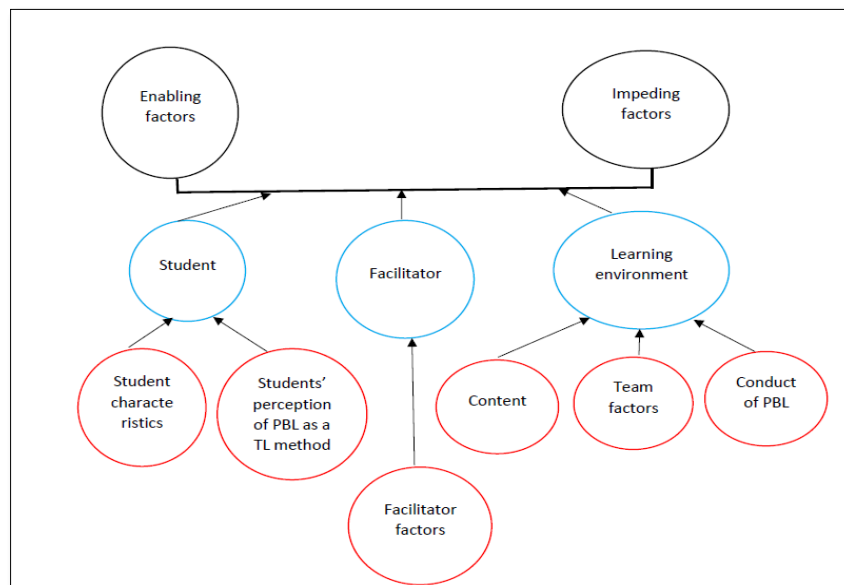 Enabling
factors
Impeding
factors
Student
Facilitator
Learning
environment
Student
characte
ristics
Students’
perception
of PBL as a
TL method
Content
Team
factors
Conduct
of PBL
Facilitator
factors